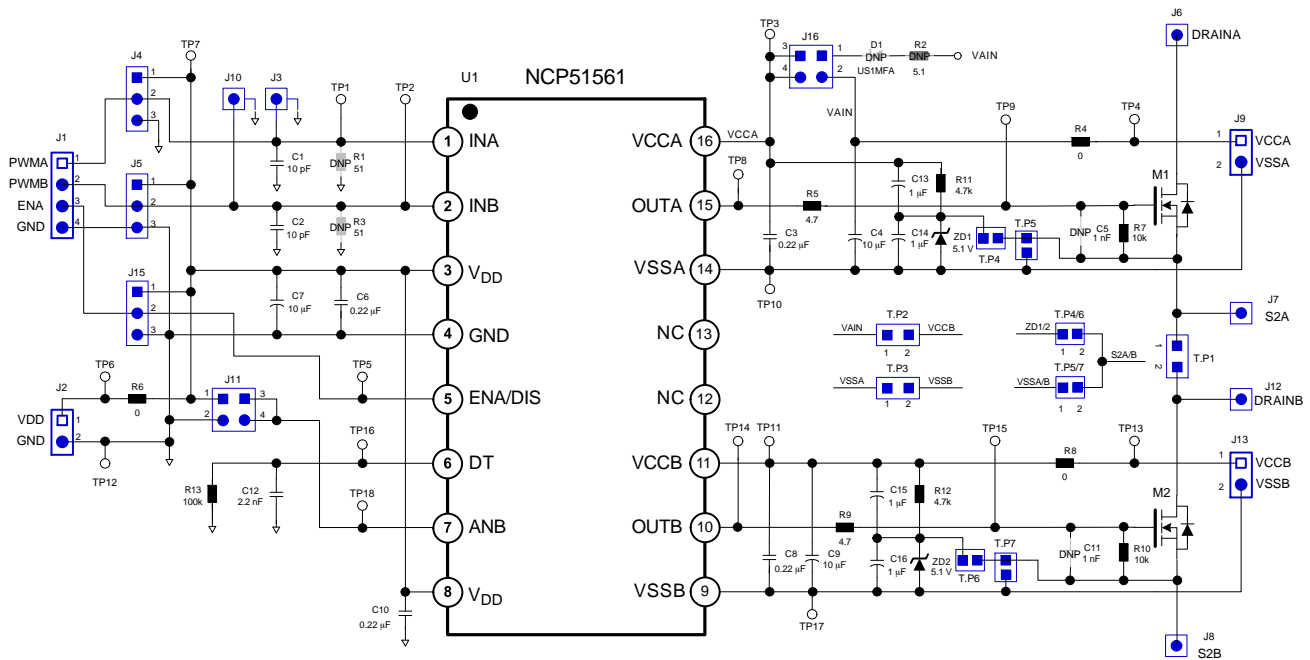 NCP51561
U1
J6
DRAINA
TP3
J16
3
4
1
2
D1
DNP
US1MFA
R2
DNP
5.1
VAIN
VAIN
J4
1
2
3
TP7
J10
J3
TP1
TP2
J1
PWMA
PWMB
ENA
GND
1
2
3
4
J5
1
2
3
C1
10 pF
DNP
R1
51
C2
10 pF
DNP
R3
51
1 INA
2 INB
3 VDD
4 GND
5 ENA/DIS
6 DT
7 ANB
8 VDD
VCCA 16
OUTA 15
VSSA 14
NC 13
NC 12
VCCB 11
OUTB 10
VSSB 9
J15
1
2
3
C7
10 µF
C6
0.22 µF
TP6
TP5
J2
VDD
GND
1
2
R6
0
J11
1
2
3
4
TP12
TP16
R13
100k
C12
2.2 nF
TP18
C10
0.22 µF
VCCA
TP8
TP9
TP4
R4
0
J9
1
2
VCCA
VSSA
C13
1 µF
R11
4.7k
R5
4.7
M1
C3
0.22 µF
C4
10 µF
C14
1 µF
ZD1
5.1 V
T.P4
T.P5
DNP
C5
1 nF
R7
10k
TP10
VAIN
T.P2
VCCB
1 2
VSSA
T.P3
VSSB
1 2
ZD1/2
T.P4/6
1 2
S2A/B
VSSA/B
T.P5/7
1 2
J7
S2A
1
2
T.P1
J12
DRAINB
TP14
TP11
TP15
TP13
R8
0
J13
1
2
VCCB
VSSB
C15
1 µF
R12
4.7k
R9
4.7
M2
C8
0.22 µF
C9
10 µF
C16
1 µF
ZD2
5.1 V
T.P6
T.P7
DNP
C11
1 nF
R10
10k
TP17
J8
S2B